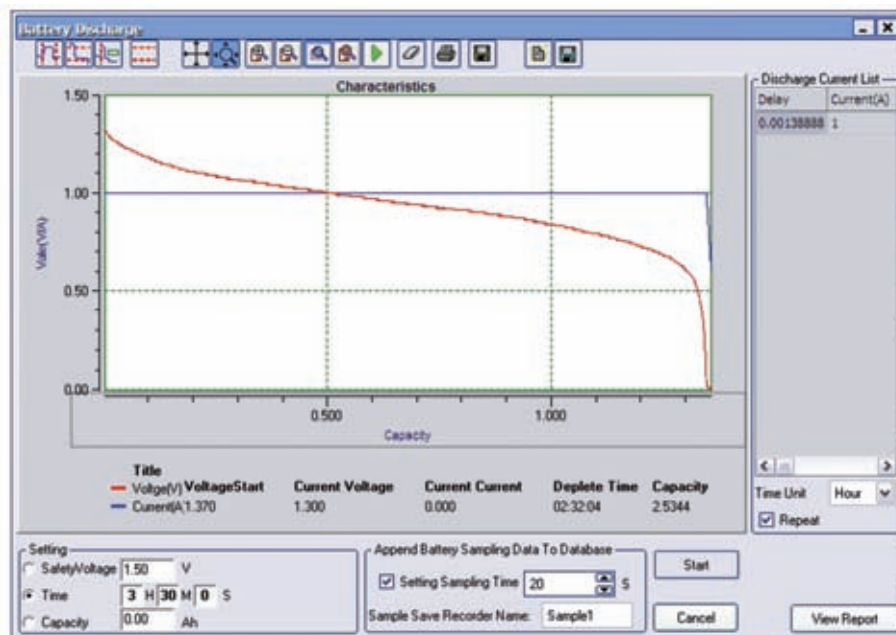 Battery Discharge
Characteristics
1.50
1.00
0.50
0.00
Vale(V/A)
0.500
1.000
Capacity
Title
Voltge(V) VoltageStart Current Voltage Current Current Deplete Time Capacity
Current(A 1.370 1.300 0.000 02:32:04 2.5344
Discharge Current List
Delay Current(A)
0.00138888 1
Time Unit Hour
Repeat
Setting
SafetyVoltage 1.50 V
Time 3 H 30 M 0 S
Capacity 0.00 Ah
Append Battery Sampling Data To Database
Setting Sampling Time 20 S
Sample Save Recorder Name: Sample1
Start
Cancel
View Report